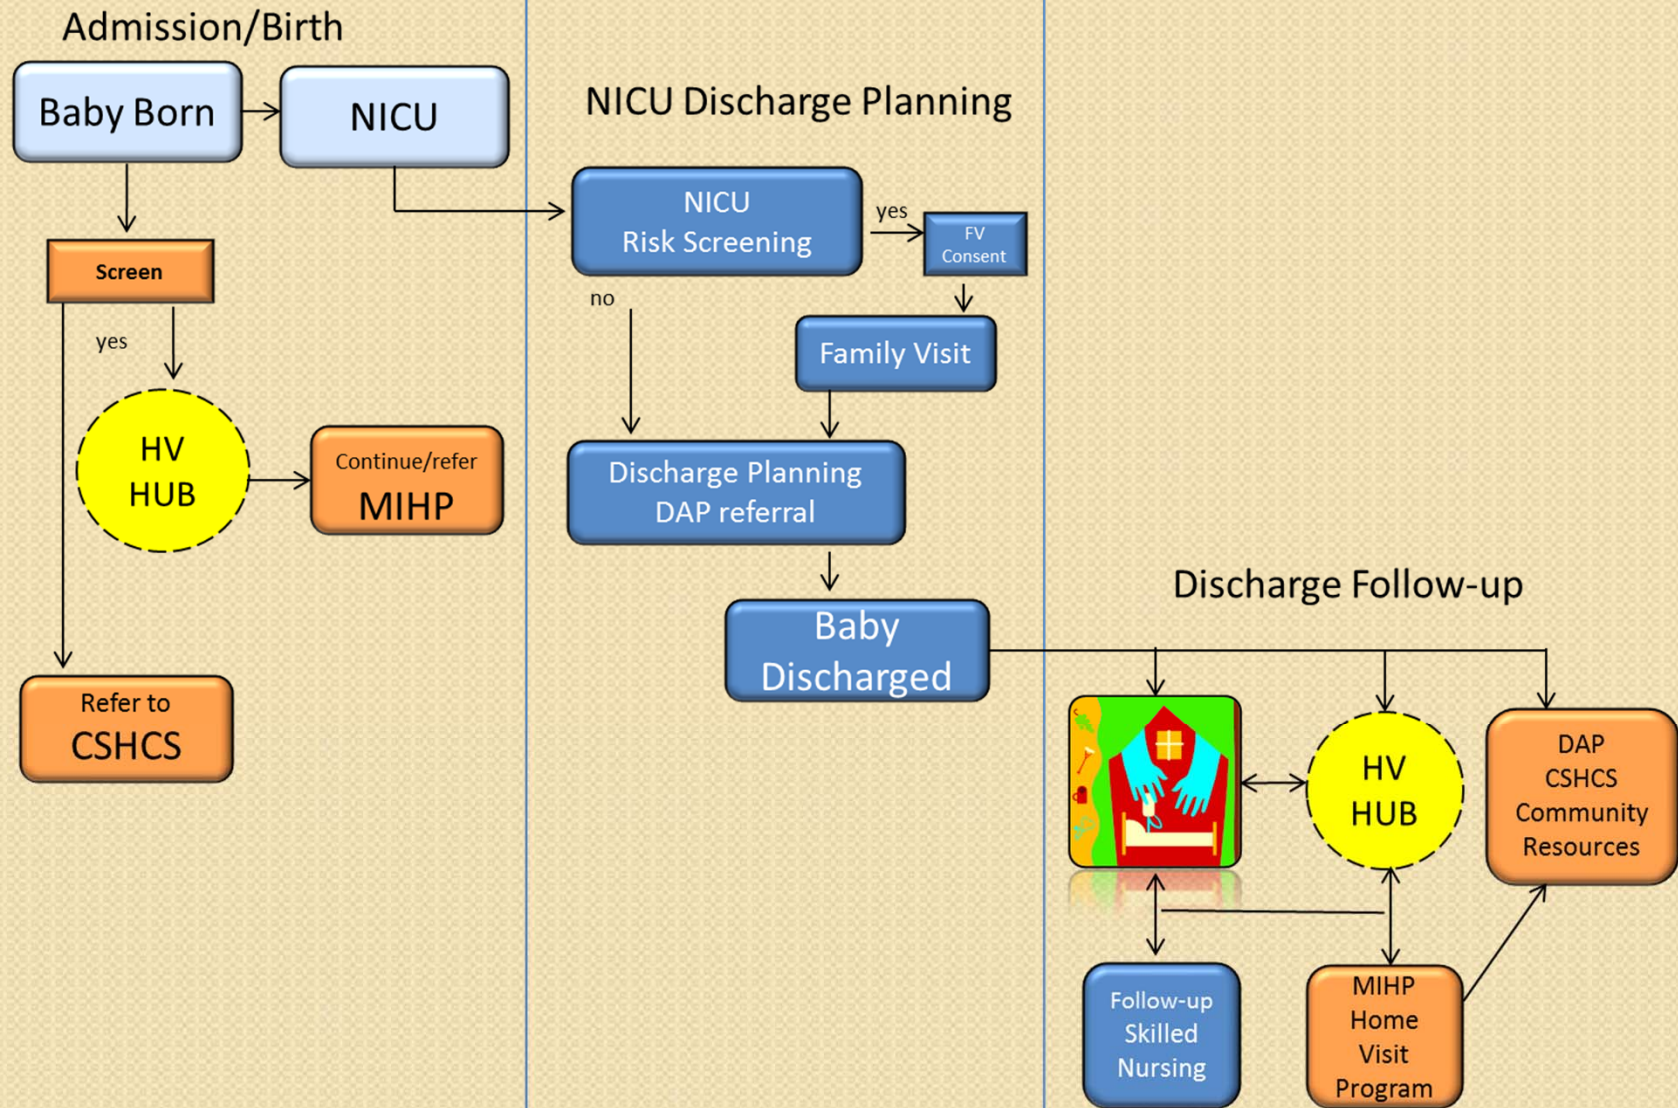 Admission/Birth
Baby Born
NICU
Screen
yes
HV
HUB
Continue/refer
MIHP
Refer to
CSHCS
NICU Discharge Planning
NICU
Risk Screening
yes
FV
Consent
no
Family Visit
Discharge Planning
DAP referral
Baby
Discharged
Discharge Follow-up
HV
HUB
DAP
CSHCS
Community
Resources
Follow-up
Skilled
Nursing
MIHP
Home
Visit
Program